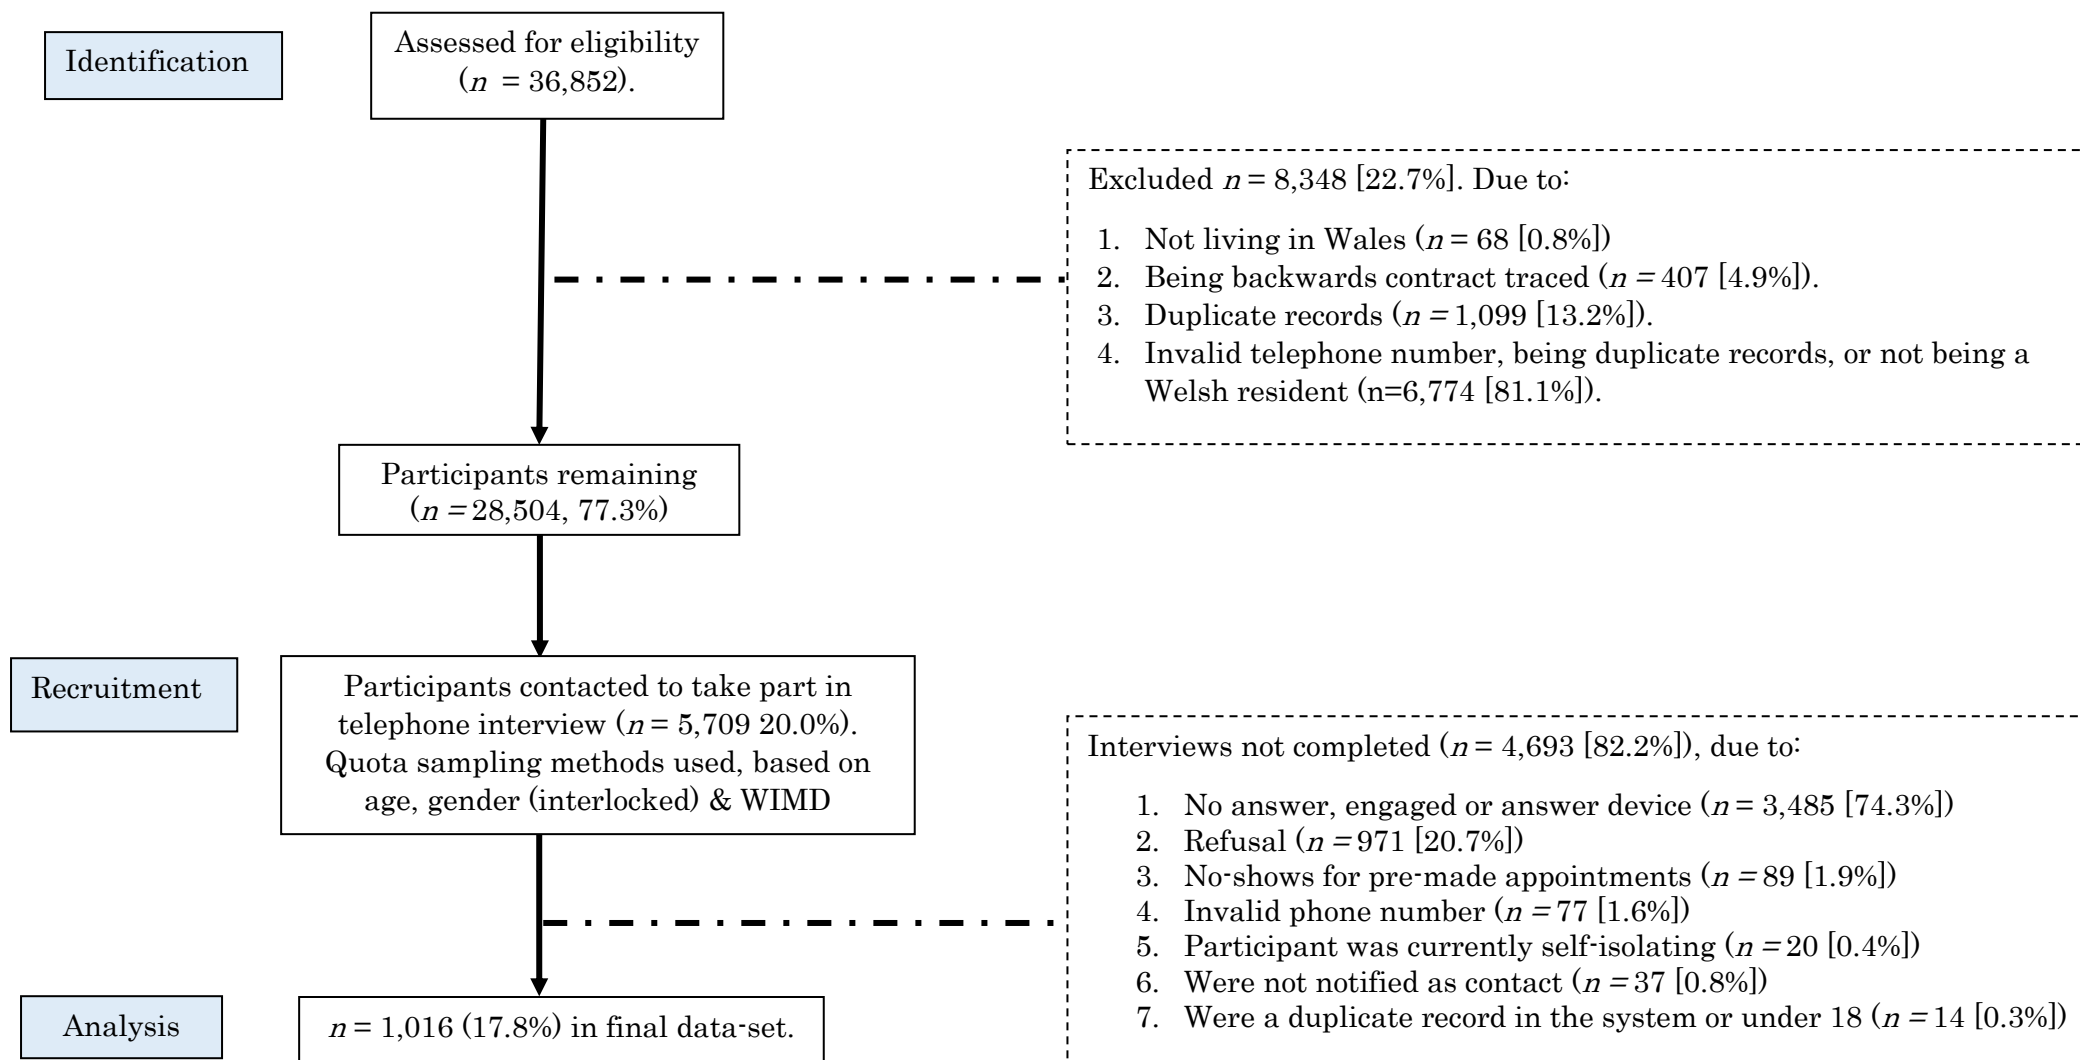 Identification
Assessed for eligibility
(n = 36,852).
Excluded n = 8,348 [22.7%]. Due to:
1. Not living in Wales (n = 68 [0.8%])
2. Being backwards contract traced (n = 407 [4.9%]).
3. Duplicate records (n = 1,099 [13.2%]).
4. Invalid telephone number, being duplicate records, or not being a
Welsh resident (n=6,774 [81.1%]).
Participants remaining
(n = 28,504, 77.3%)
Recruitment
Participants contacted to take part in
telephone interview (n = 5,709 20.0%).
Quota sampling methods used, based on
age, gender (interlocked) & WIMD
Interviews not completed (n = 4,693 [82.2%]), due to:
1. No answer, engaged or answer device (n = 3,485 [74.3%])
2. Refusal (n = 971 [20.7%])
3. No-shows for pre-made appointments (n = 89 [1.9%])
4. Invalid phone number (n = 77 [1.6%])
5. Participant was currently self-isolating (n = 20 [0.4%])
6. Were not notified as contact (n = 37 [0.8%])
7. Were a duplicate record in the system or under 18 (n = 14 [0.3%])
Analysis
n = 1,016 (17.8%) in final data-set.